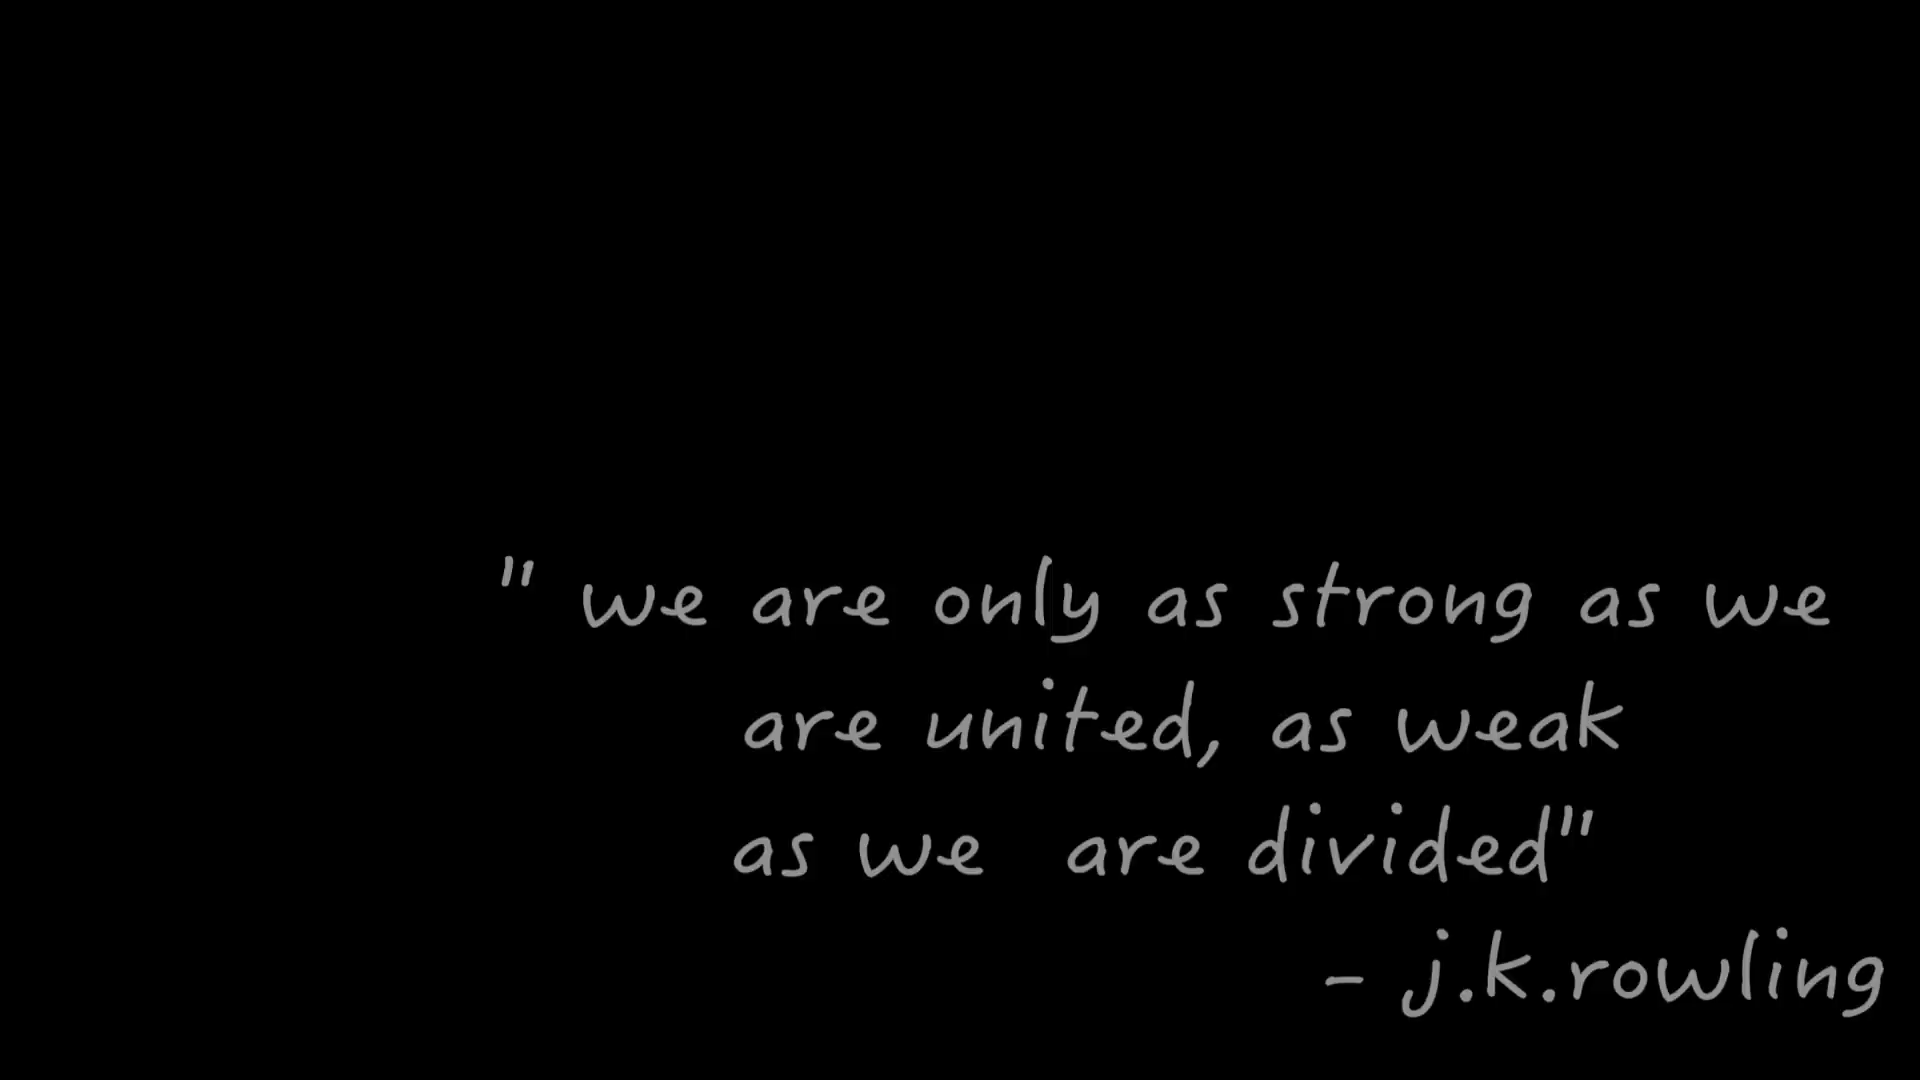 " we are only as strong as we
are united, as weak
as we  are divided"
- j.k.rowling